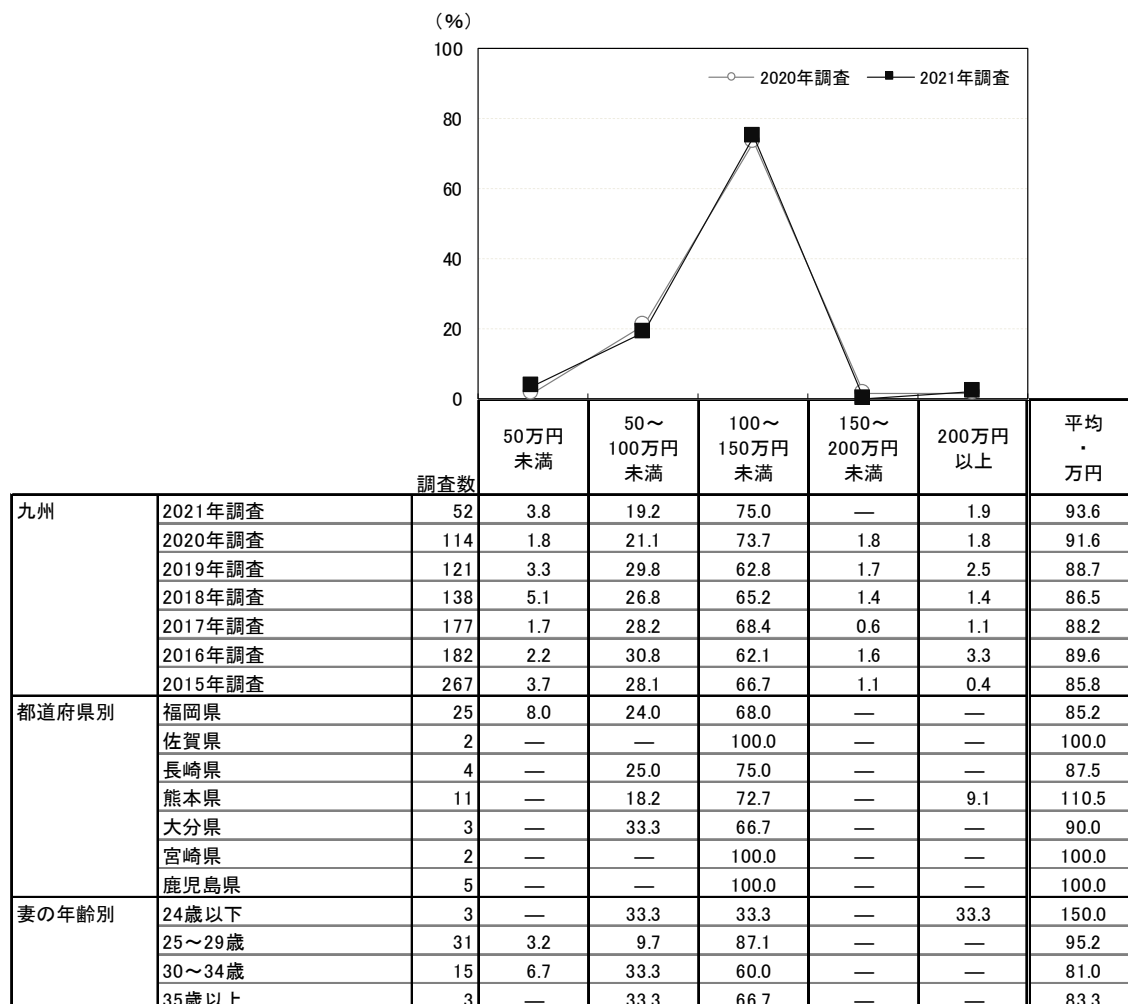 （％）
100
80
60
40
20
0
2020年調査 2021年調査
調査数 50万円未満 50～100万円未満 100～150万円未満 150～200万円未満 200万円以上 平均・万円
九州 2021年調査 52 3.8 19.2 75.0 — 1.9 93.6
2020年調査 114 1.8 21.1 73.7 1.8 1.8 91.6
2019年調査 121 3.3 29.8 62.8 1.7 2.5 88.7
2018年調査 138 5.1 26.8 65.2 1.4 1.4 86.5
2017年調査 177 1.7 28.2 68.4 0.6 1.1 88.2
2016年調査 182 2.2 30.8 62.1 1.6 3.3 89.6
2015年調査 267 3.7 28.1 66.7 1.1 0.4 85.8
都道府県別 福岡県 25 8.0 24.0 68.0 — — 85.2
佐賀県 2 — — 100.0 — — 100.0
長崎県 4 — 25.0 75.0 — — 87.5
熊本県 11 — 18.2 72.7 — 9.1 110.5
大分県 3 — 33.3 66.7 — — 90.0
宮崎県 2 — — 100.0 — — 100.0
鹿児島県 5 — — 100.0 — — 100.0
妻の年齢別 24歳以下 3 — 33.3 33.3 — 33.3 150.0
25～29歳 31 3.2 9.7 87.1 — — 95.2
30～34歳 15 6.7 33.3 60.0 — — 81.0
35歳以上 3 — 33.3 66.7 — — 83.3